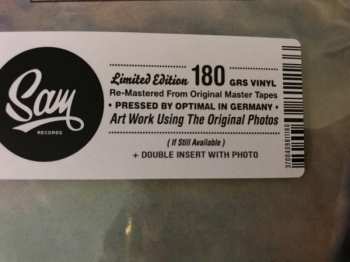 Sam
RECORDS
Limited Edition 180 GRS VINYL
Re-Mastered From Original Master Tapes
• PRESSED BY OPTIMAL IN GERMANY •
Art Work Using The Original Photos
( If Still Available )
+ DOUBLE INSERT WITH PHOTO